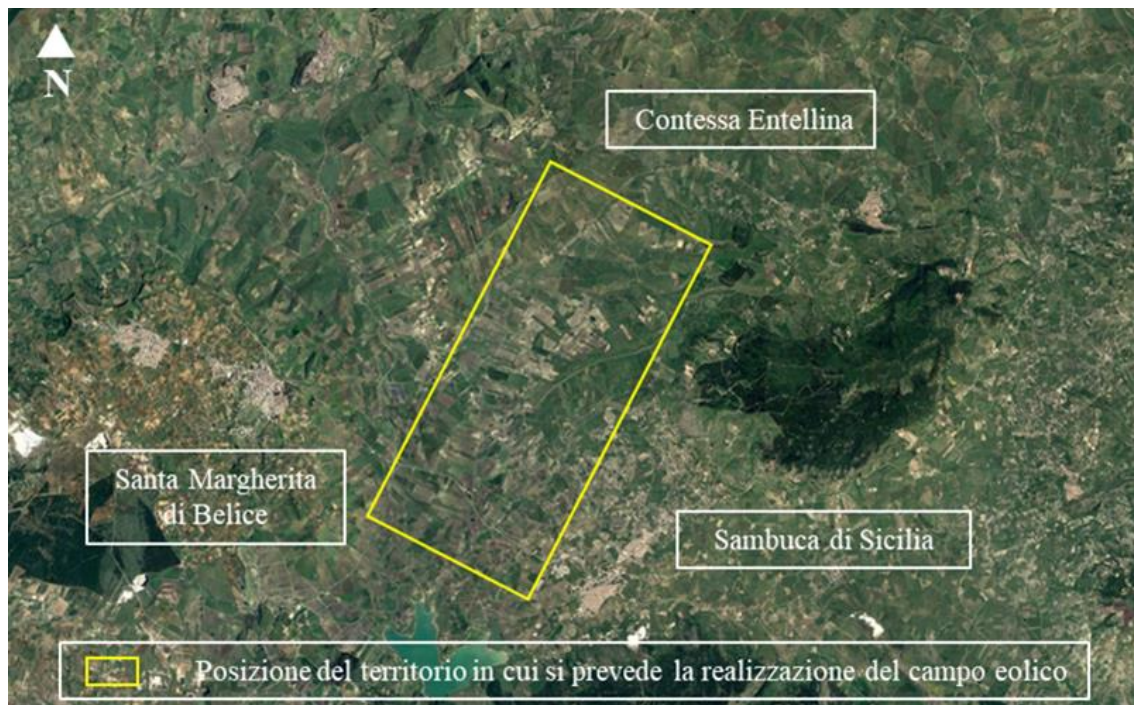 N
Contessa Entellina
Santa Margherita
di Belice
Sambuca di Sicilia
Posizione del territorio in cui si prevede la realizzazione del campo eolico